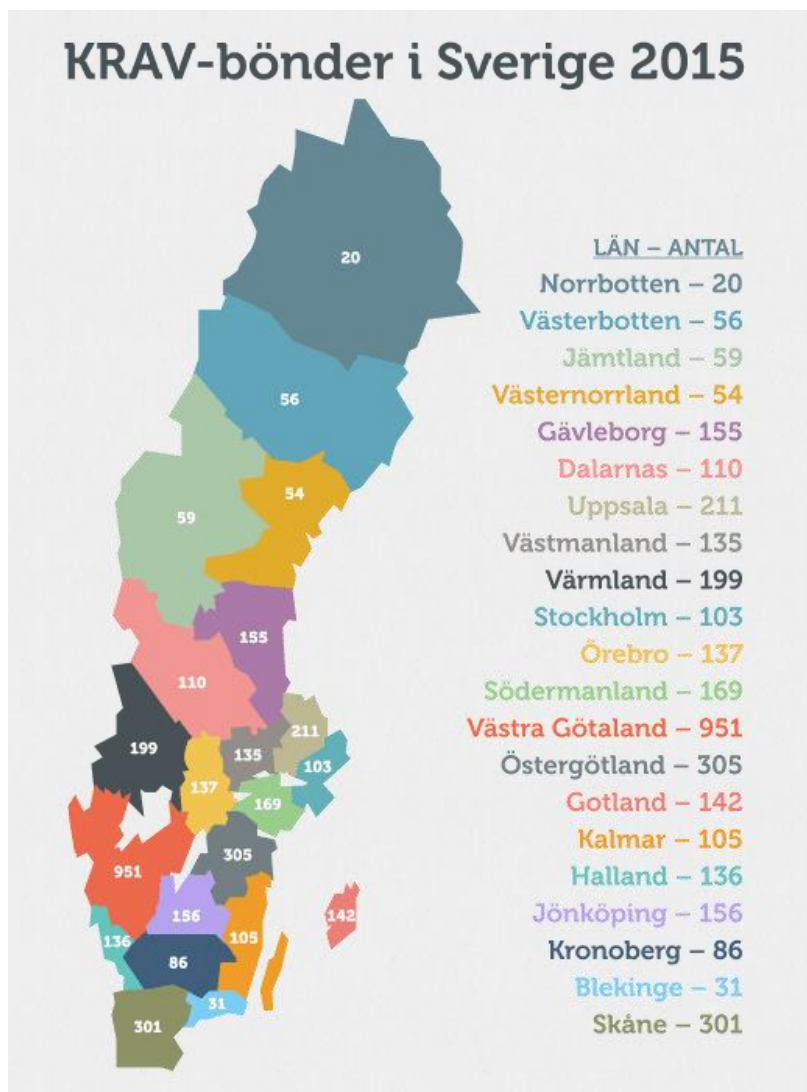 KRAV-bönder i Sverige 2015
LÄN – ANTAL
Norrbotten – 20
Västerbotten – 56
Jämtland – 59
Västernorrland – 54
Gävleborg – 155
Dalarnas – 110
Uppsala – 211
Västmanland – 135
Värmland – 199
Stockholm – 103
Örebro – 137
Södermanland – 169
Västra Götaland – 951
Östergötland – 305
Gotland – 142
Kalmar – 105
Halland – 136
Jönköping – 156
Kronoberg – 86
Blekinge – 31
Skåne – 301
20
56
54
59
155
110
211
199
135
103
137
169
305
951
142
156
105
136
86
31
301